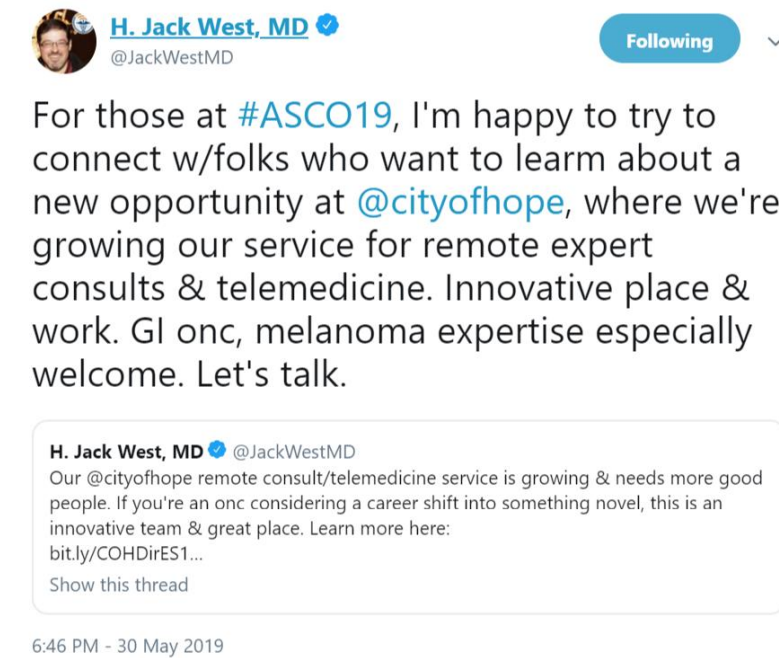 H. Jack West, MD
@JackWestMD
Following
For those at #ASCO19, I'm happy to try to
connect w/folks who want to learm about a
new opportunity at @cityofhope, where we're
growing our service for remote expert
consults & telemedicine. Innovative place &
work. GI onc, melanoma expertise especially
welcome. Let's talk.
H. Jack West, MD @JackWestMD
Our @cityofhope remote consult/telemedicine service is growing & needs more good
people. If you're an onc considering a career shift into something novel, this is an
innovative team & great place. Learn more here:
bit.ly/COHDirES1...
Show this thread
6:46 PM - 30 May 2019